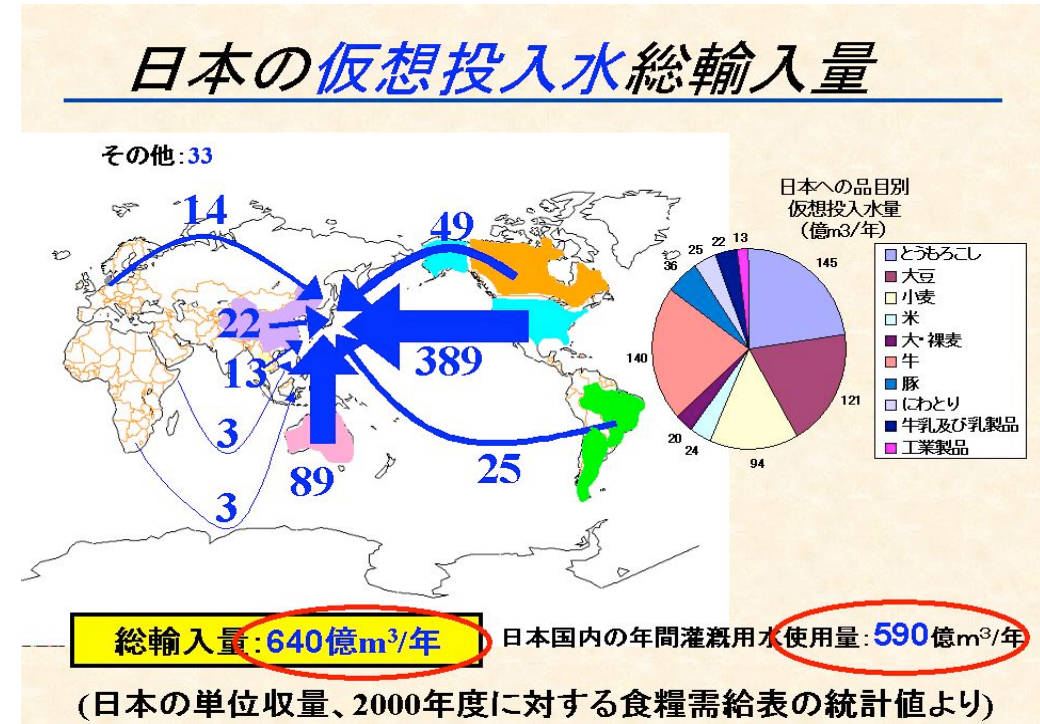 日本の仮想投入水総輸入量
その他:33
14
49
22
13
389
3
3
89
25
日本への品目別
仮想投入水量
(億m3/年)
145
121
94
24
20
140
36
25
22
13
とうもろこし
大豆
小麦
米
大・裸麦
牛
豚
にわとり
牛乳及び乳製品
工業製品
総輸入量:640億m³/年
日本国内の年間灌漑用水使用量:590億m³/年
(日本の単位収量、2000年度に対する食糧需給表の統計値より)